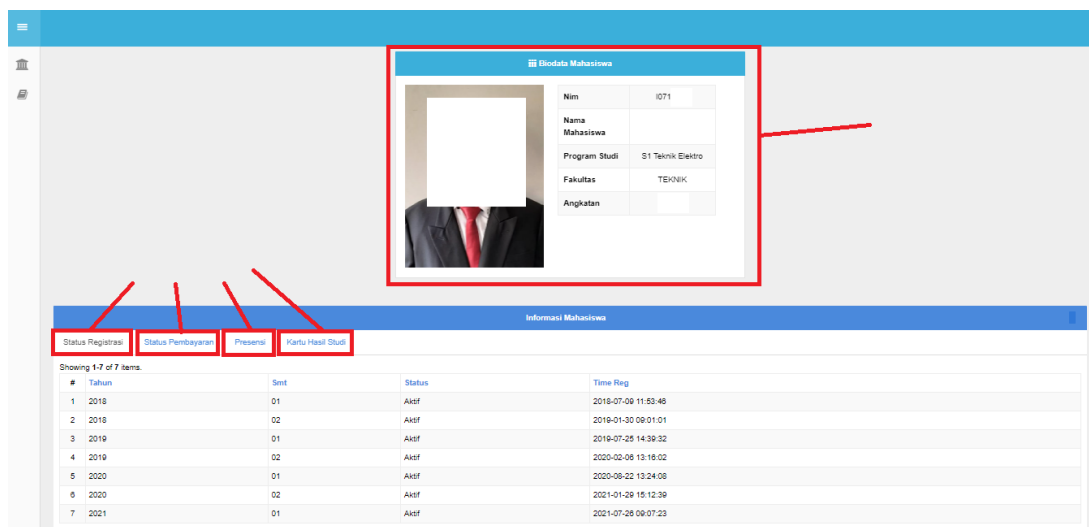 Biodata Mahasiswa
Nim I071
Nama Mahasiswa
Program Studi S1 Teknik Elektro
Fakultas TEKNIK
Angkatan
Informasi Mahasiswa
Status Registrasi Status Pembayaran Presensi Kartu Hasil Studi
Showing 1-7 of 7 items.
# Tahun Smt Status Time Reg
1 2018 01 Aktif 2018-07-09 11:53:46
2 2018 02 Aktif 2019-01-30 09:01:01
3 2019 01 Aktif 2019-07-25 14:39:32
4 2019 02 Aktif 2020-02-06 13:16:02
5 2020 01 Aktif 2020-08-22 13:24:08
6 2020 02 Aktif 2021-01-29 15:12:39
7 2021 01 Aktif 2021-07-26 09:07:23